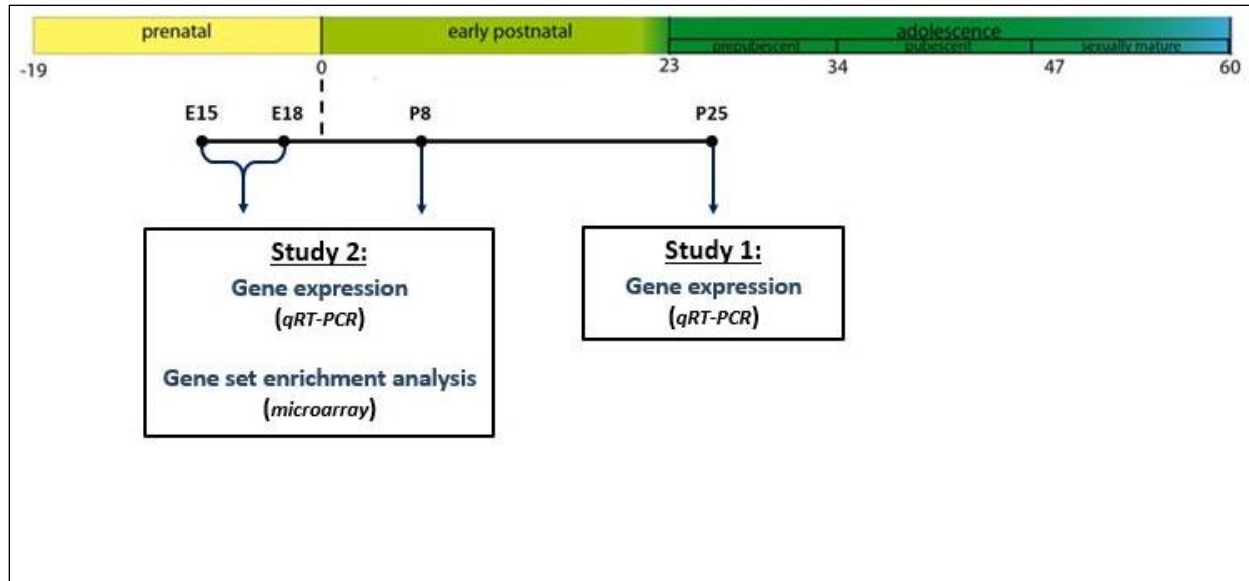 prenatal early postnatal adolescence
prepubescent pubescent sexually mature
-19 0 23 34 47 60
E15 E18 P8 P25
Study 2:
Gene expression
(qRT-PCR)
Gene set enrichment analysis
(microarray)
Study 1:
Gene expression
(qRT-PCR)